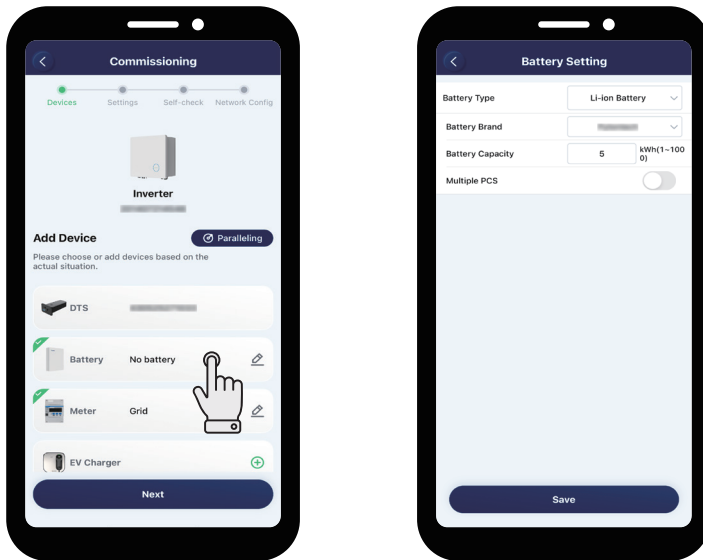 Commissioning
Devices Settings Self-check Network Config
Inverter
Add Device
Paralleling
Please choose or add devices based on the
actual situation.
DTS
Battery No battery
Meter Grid
EV Charger
Next
Battery Setting
Battery Type Li-ion Battery
Battery Brand
Battery Capacity 5 kWh(1~100
0)
Multiple PCS
Save